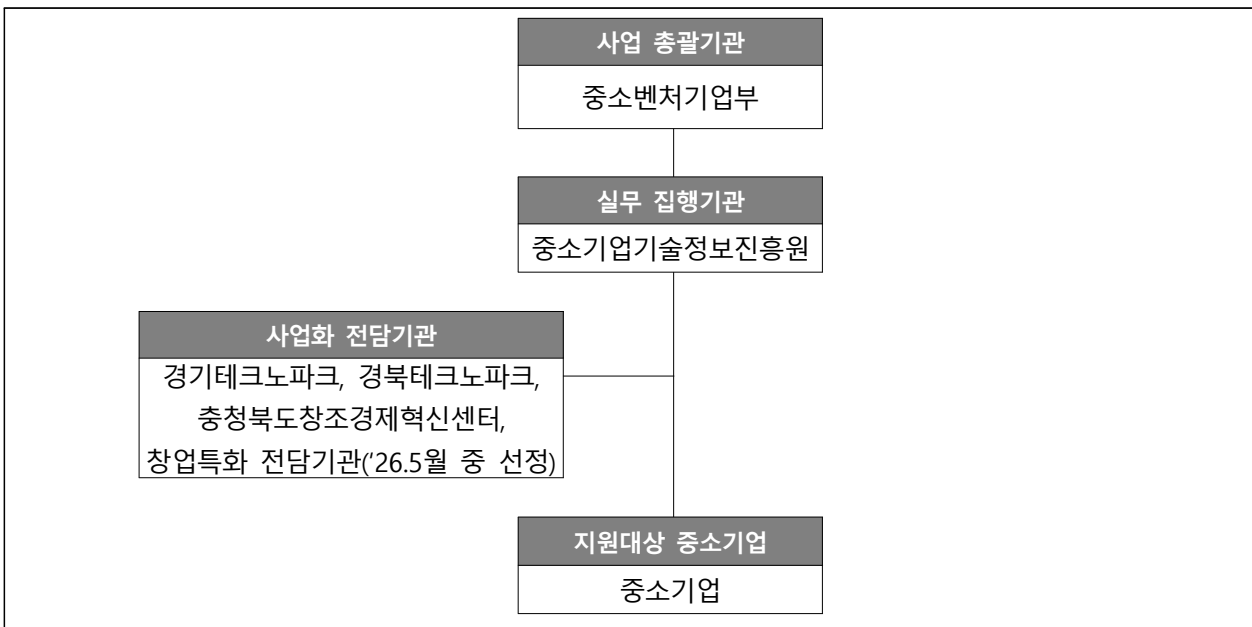 사업 총괄기관
중소벤처기업부
실무 집행기관
중소기업기술정보진흥원
사업화 전담기관
경기테크노파크, 경북테크노파크,
충청북도창조경제혁신센터,
창업특화 전담기관(‘26.5월 중 선정)
지원대상 중소기업
중소기업